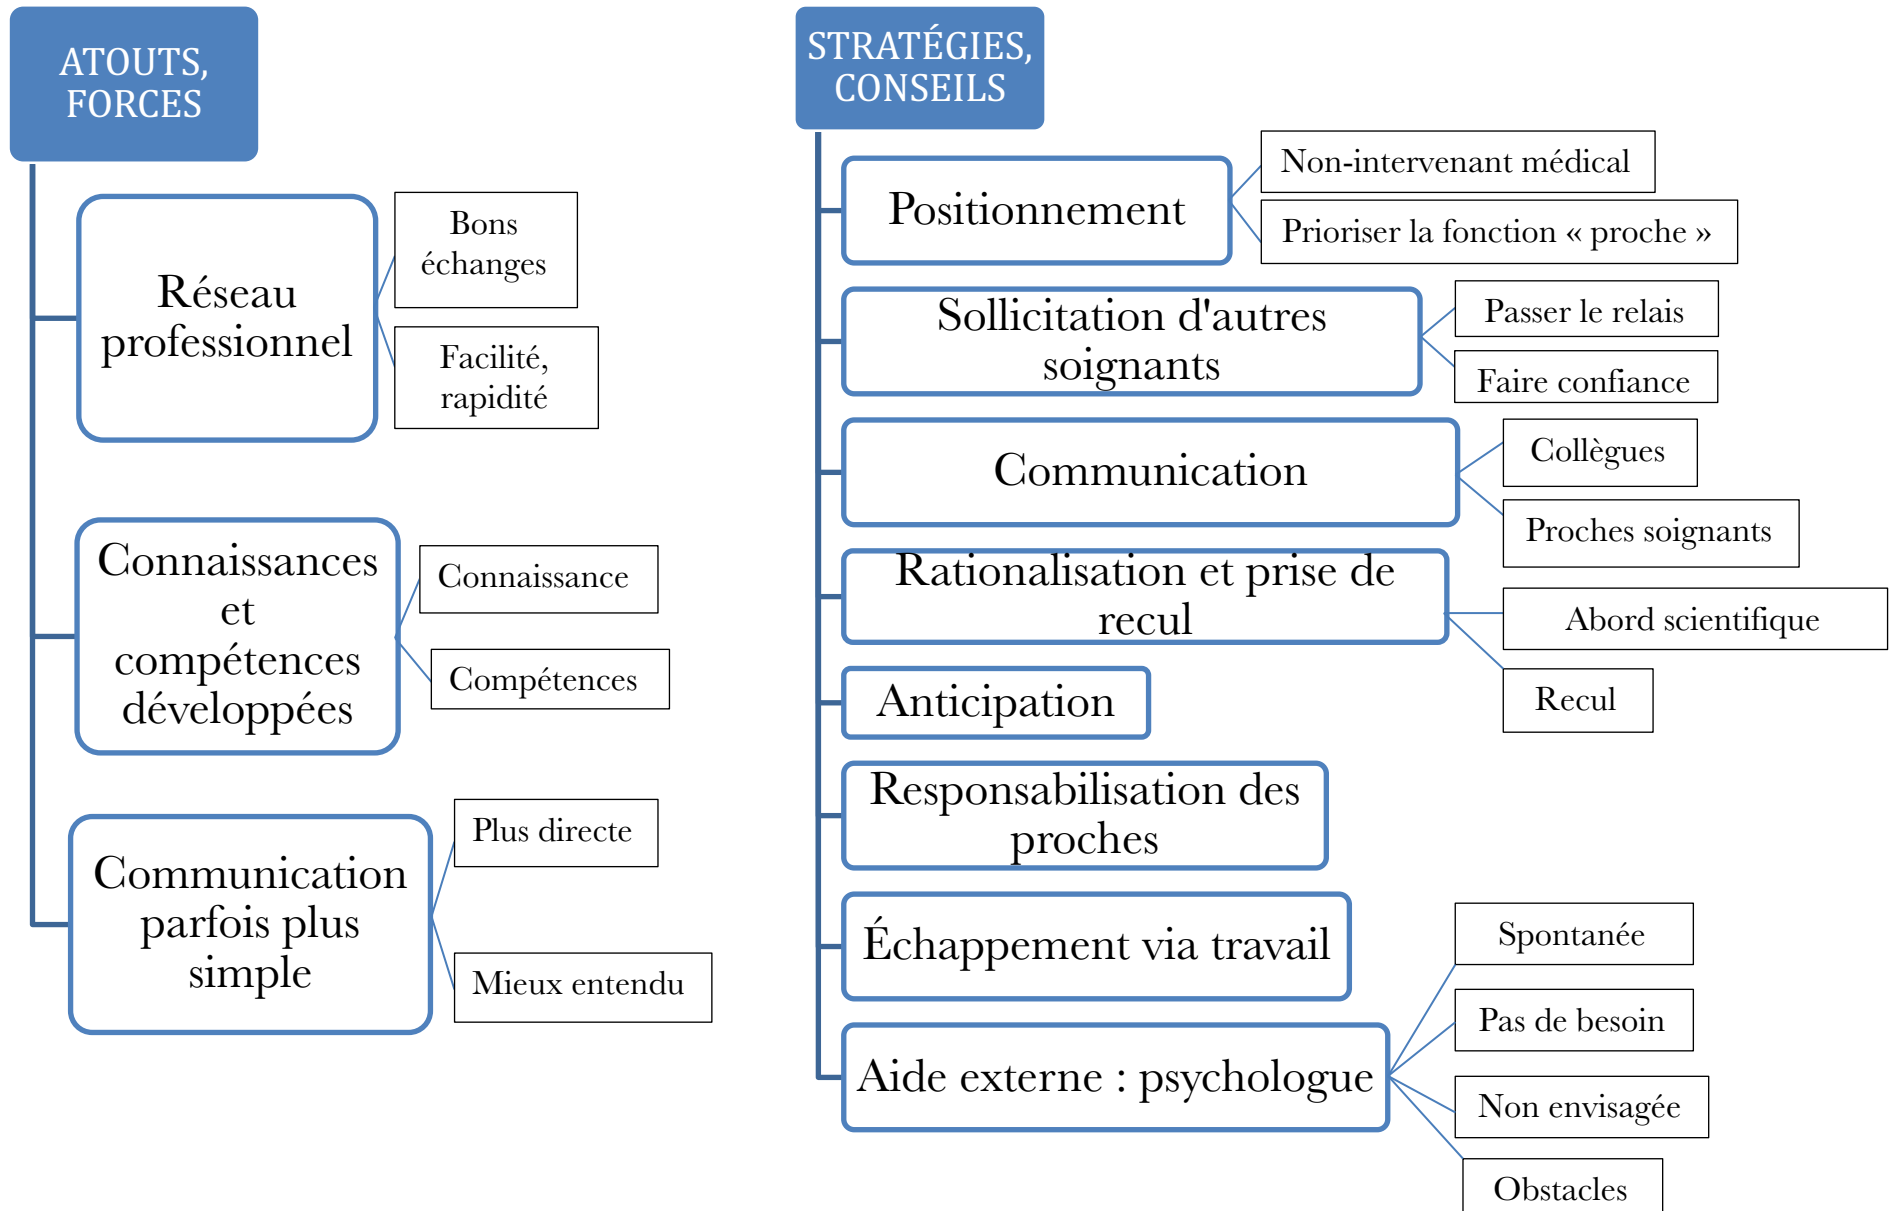 ATOUTS,
FORCES
Réseau
professionnel
Bons
échanges
Facilité,
rapidité
Connaissances
et
compétences
développées
Connaissance
Compétences
Communication
parfois plus
simple
Plus directe
Mieux entendu
STRATÉGIES,
CONSEILS
Positionnement
Non-intervenant médical
Prioriser la fonction « proche »
Sollicitation d'autres
soignants
Passer le relais
Faire confiance
Communication
Collègues
Proches soignants
Rationalisation et prise de
recul
Abord scientifique
Recul
Anticipation
Responsabilisation des
proches
Échappement via travail
Aide externe : psychologue
Spontanée
Pas de besoin
Non envisagée
Obstacles